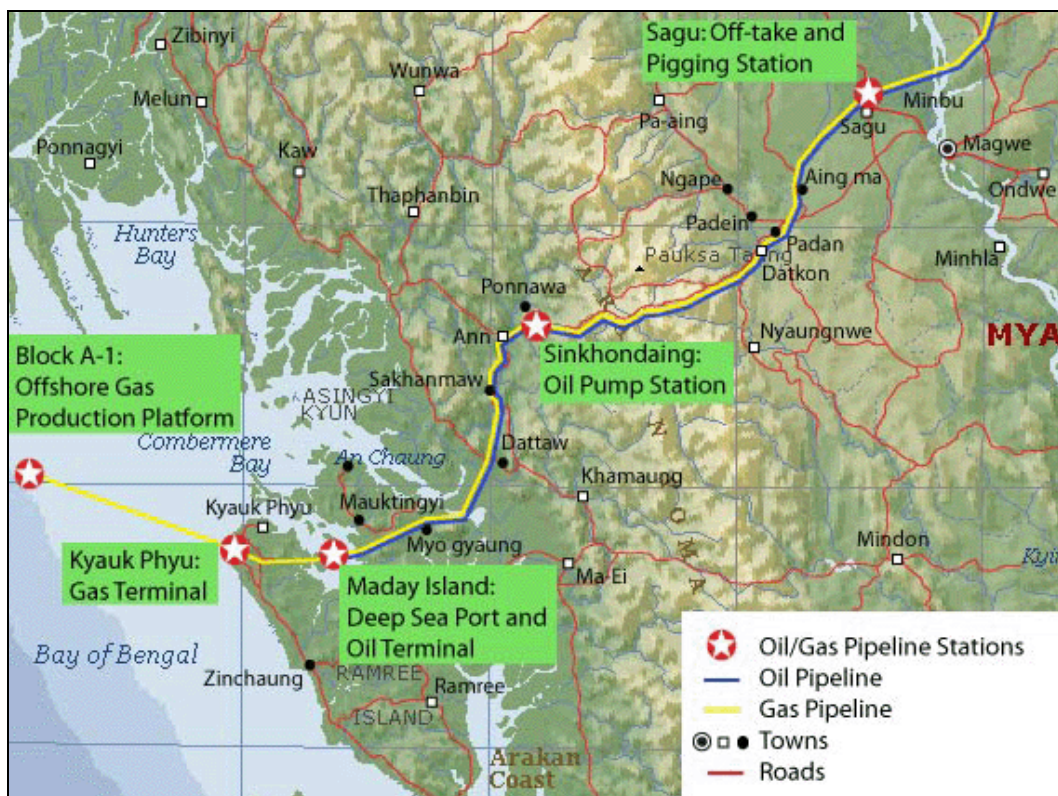 Zibinyi
Wunwa
Sagu: Off-take and
Pigging Station
Melun
Pa-aing
Minbu
Sagu
Ponnagyi
Kaw
Magwe
Thaphanbin
Ngape
Aing ma
Ondwe
Padein
Hunters
Bay
Padan
Pauksa Taung
Datkon
Minhla
Ponnawa
Block A-1:
Offshore Gas
Production Platform
Ann
Sinkhondaing:
Oil Pump Station
Nyaungnwe
MYA
Sakhanmaw
ASINGYI
KYUN
Combermere
Bay
An Chaung
Dattaw
Khamaung
Mauktingyi
Kyauk Phyu
Myo gyaung
Mindon
Kyauk Phyu:
Gas Terminal
Maday Island:
Deep Sea Port and
Oil Terminal
Ma-Ei
Bay of Bengal
Zinchaung
RAMREE
ISLAND
Ramree
Arakan
Coast
Oil/Gas Pipeline Stations
Oil Pipeline
Gas Pipeline
Towns
Roads